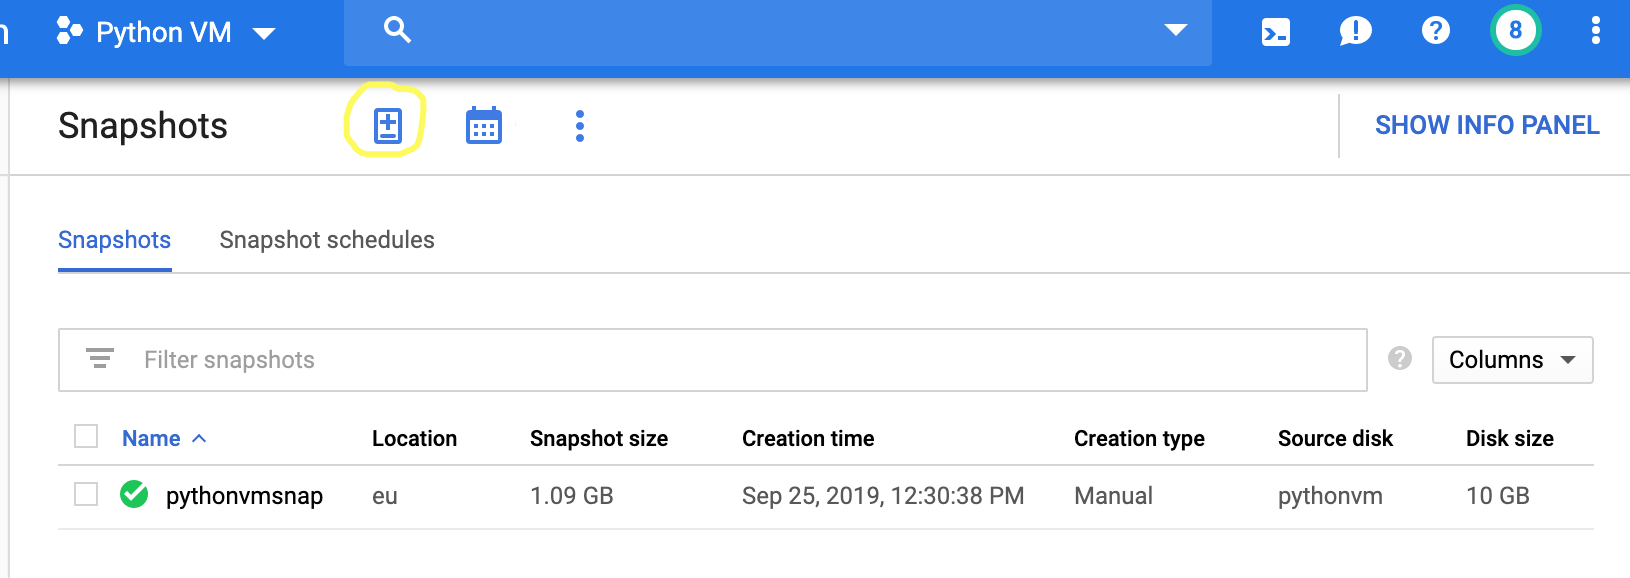 Python VM
8
Snapshots
SHOW INFO PANEL
Snapshots Snapshot schedules
Filter snapshots
Columns
Name Location Snapshot size Creation time Creation type Source disk Disk size
pythonvmsnap eu 1.09 GB Sep 25, 2019, 12:30:38 PM Manual pythonvm 10 GB